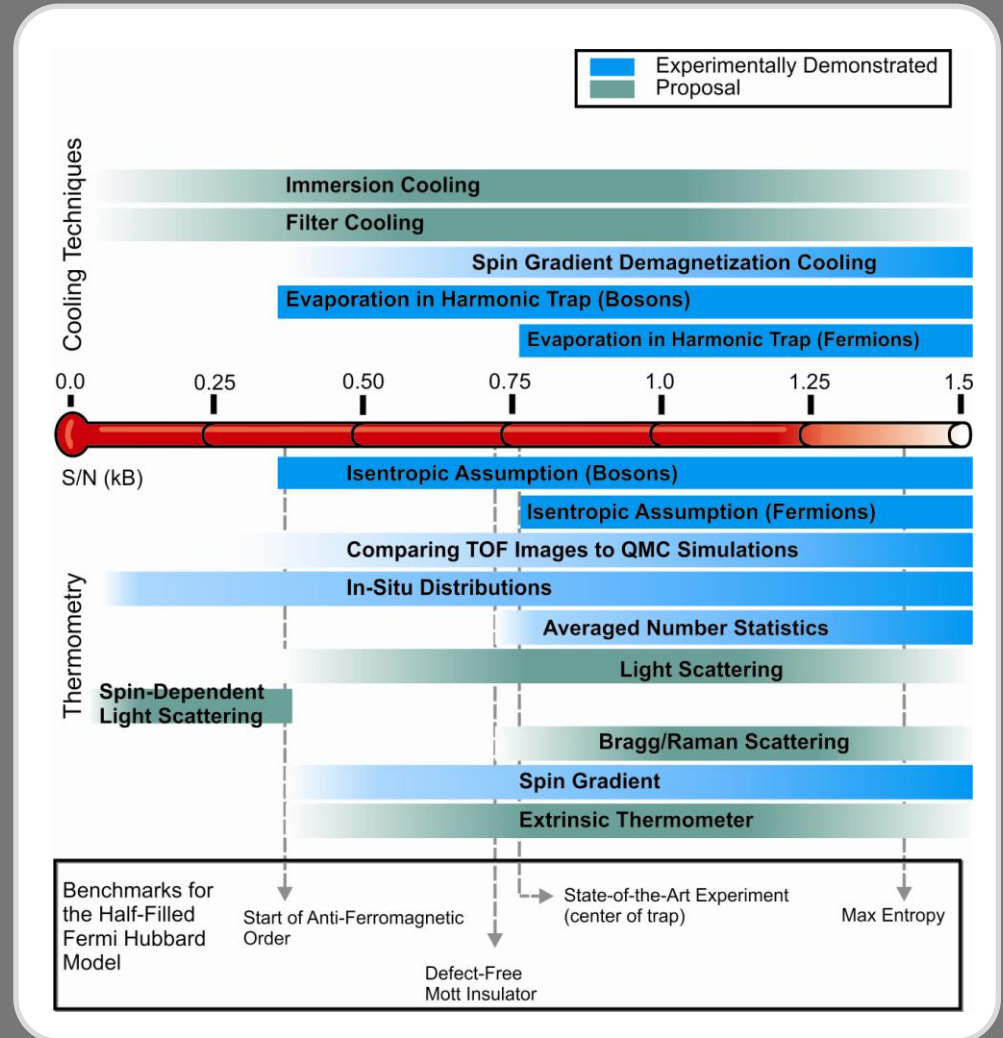 Experimentally Demonstrated
Proposal
Cooling Techniques
Immersion Cooling
Filter Cooling
Spin Gradient Demagnetization Cooling
Evaporation in Harmonic Trap (Bosons)
Evaporation in Harmonic Trap (Fermions)
0.0 0.25 0.50 0.75 1.0 1.25 1.5
S/N (kB)
Thermometry
Isentropic Assumption (Bosons)
Isentropic Assumption (Fermions)
Comparing TOF Images to QMC Simulations
In-Situ Distributions
Averaged Number Statistics
Light Scattering
Spin-Dependent
Light Scattering
Bragg/Raman Scattering
Spin Gradient
Extrinsic Thermometer
Benchmarks for
the Half-Filled
Fermi Hubbard
Model
Start of Anti-Ferromagnetic
Order
Defect-Free
Mott Insulator
State-of-the-Art Experiment
(center of trap)
Max Entropy